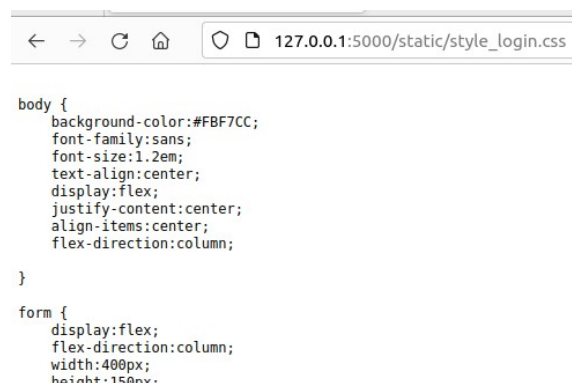 127.0.0.1:5000/static/style_login.css
body {
    background-color:#FBF7CC;
    font-family:sans;
    font-size:1.2em;
    text-align:center;
    display:flex;
    justify-content:center;
    align-items:center;
    flex-direction:column;
}
form {
    display:flex;
    flex-direction:column;
    width:400px;
    height:150px;